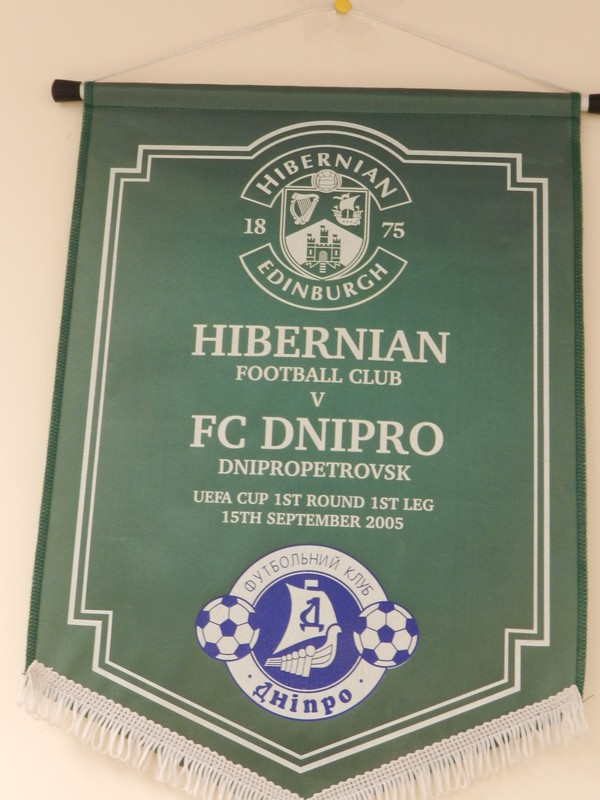 HIBERNIAN
18 75
EDINBURGH
HIBERNIAN
FOOTBALL CLUB
V
FC DNIPRO
DNIPROPETROVSK
UEFA CUP 1ST ROUND 1ST LEG
15TH SEPTEMBER 2005
ФУТБОЛЬНИЙ КЛУБ
Д
Дніпро